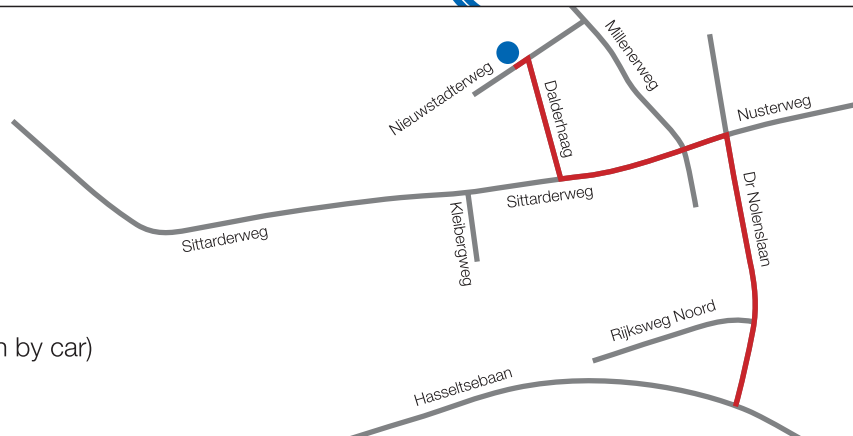 Millenerweg
Nieuwstadterweg
Dalderhaag
Nusterweg
Sittarderweg
Dr Nolenslaan
Kleibergweg
Sittarderweg
Rijksweg Noord
by car)
Hasseltsebaan